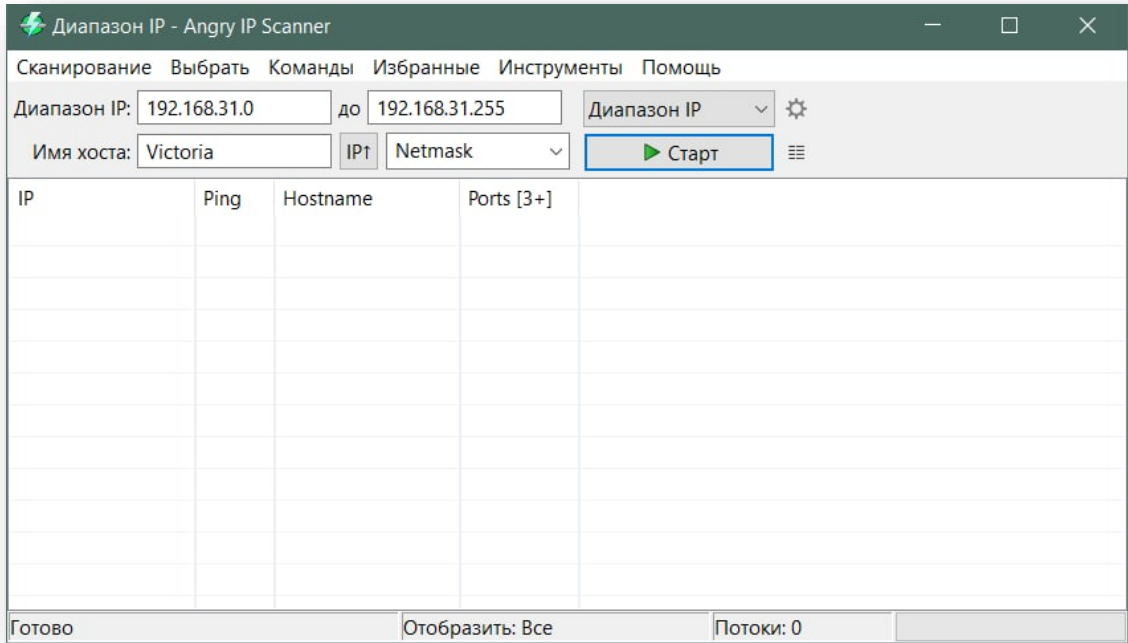 Диапазон IP - Angry IP Scanner
Сканирование Выбрать Команды Избранные Инструменты Помощь
Диапазон IP: 192.168.31.0 до 192.168.31.255 Диапазон IP
Имя хоста: Victoria IP↑ Netmask Старт
IP Ping Hostname Ports [3+]
Готово Отобразить: Все Потоки: 0